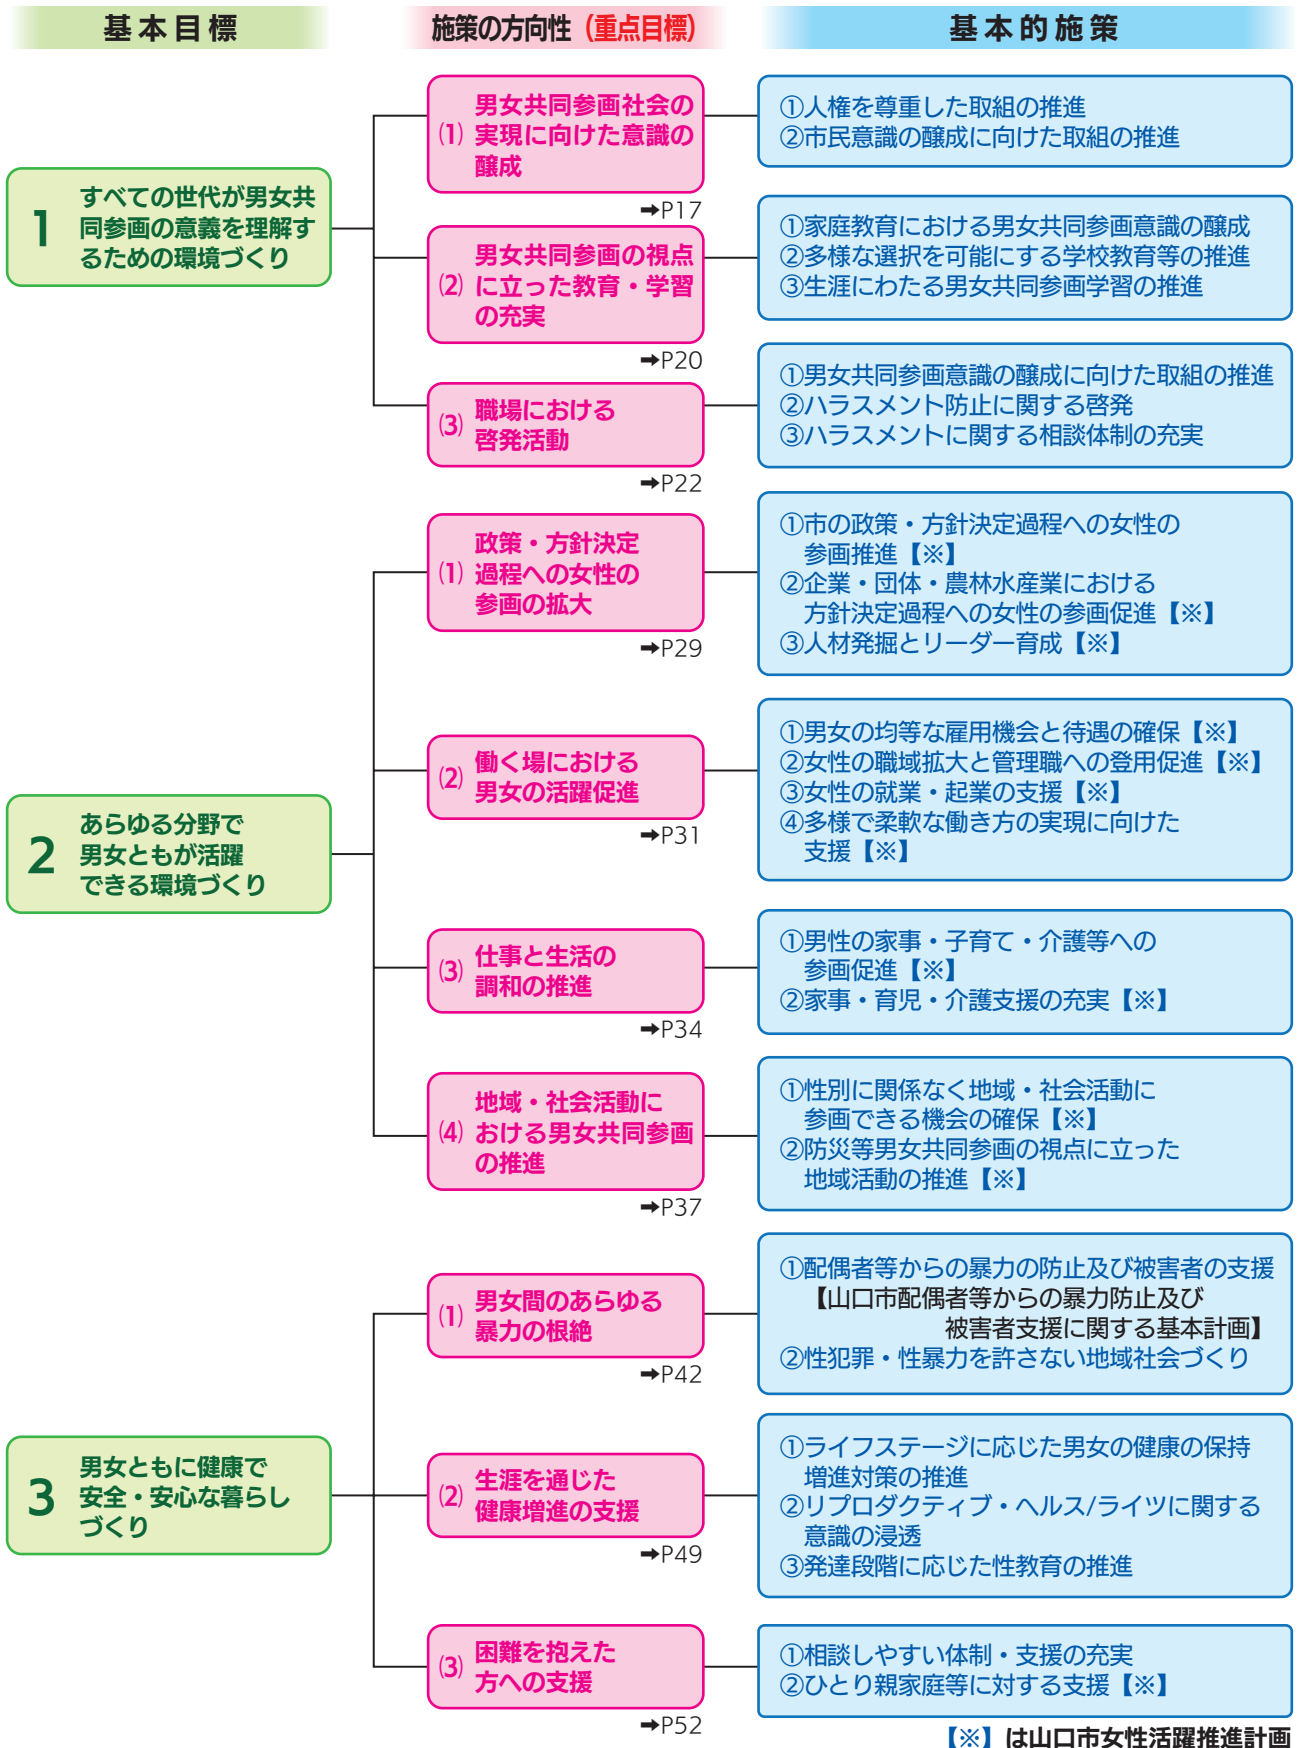 基本目標
施策の方向性（重点目標）
基本的施策
1
すべての世代が男女共
同参画の意義を理解す
るための環境づくり
(1)
男女共同参画社会の
実現に向けた意識の
醸成
➡P17
①人権を尊重した取組の推進
②市民意識の醸成に向けた取組の推進
(2)
男女共同参画の視点
に立った教育・学習
の充実
➡P20
①家庭教育における男女共同参画意識の醸成
②多様な選択を可能にする学校教育等の推進
③生涯にわたる男女共同参画学習の推進
(3)
職場における
啓発活動
➡P22
①男女共同参画意識の醸成に向けた取組の推進
②ハラスメント防止に関する啓発
③ハラスメントに関する相談体制の充実
2
あらゆる分野で
男女ともが活躍
できる環境づくり
(1)
政策・方針決定
過程への女性の
参画の拡大
➡P29
①市の政策・方針決定過程への女性の
参画推進【※】
②企業・団体・農林水産業における
方針決定過程への女性の参画促進【※】
③人材発掘とリーダー育成【※】
(2)
働く場における
男女の活躍促進
➡P31
①男女の均等な雇用機会と待遇の確保【※】
②女性の職域拡大と管理職への登用促進【※】
③女性の就業・起業の支援【※】
④多様で柔軟な働き方の実現に向けた
支援【※】
(3)
仕事と生活の
調和の推進
➡P34
①男性の家事・子育て・介護等への
参画促進【※】
②家事・育児・介護支援の充実【※】
(4)
地域・社会活動に
おける男女共同参画
の推進
➡P37
①性別に関係なく地域・社会活動に
参画できる機会の確保【※】
②防災等男女共同参画の視点に立った
地域活動の推進【※】
3
男女ともに健康で
安全・安心な暮らし
づくり
(1)
男女間のあらゆる
暴力の根絶
➡P42
①配偶者等からの暴力の防止及び被害者の支援
【山口市配偶者等からの暴力防止及び
被害者支援に関する基本計画】
②性犯罪・性暴力を許さない地域社会づくり
(2)
生涯を通じた
健康増進の支援
➡P49
①ライフステージに応じた男女の健康の保持
増進対策の推進
②リプロダクティブ・ヘルス/ライツに関する
意識の浸透
③発達段階に応じた性教育の推進
(3)
困難を抱えた
方への支援
➡P52
①相談しやすい体制・支援の充実
②ひとり親家庭等に対する支援【※】
【※】は山口市女性活躍推進計画